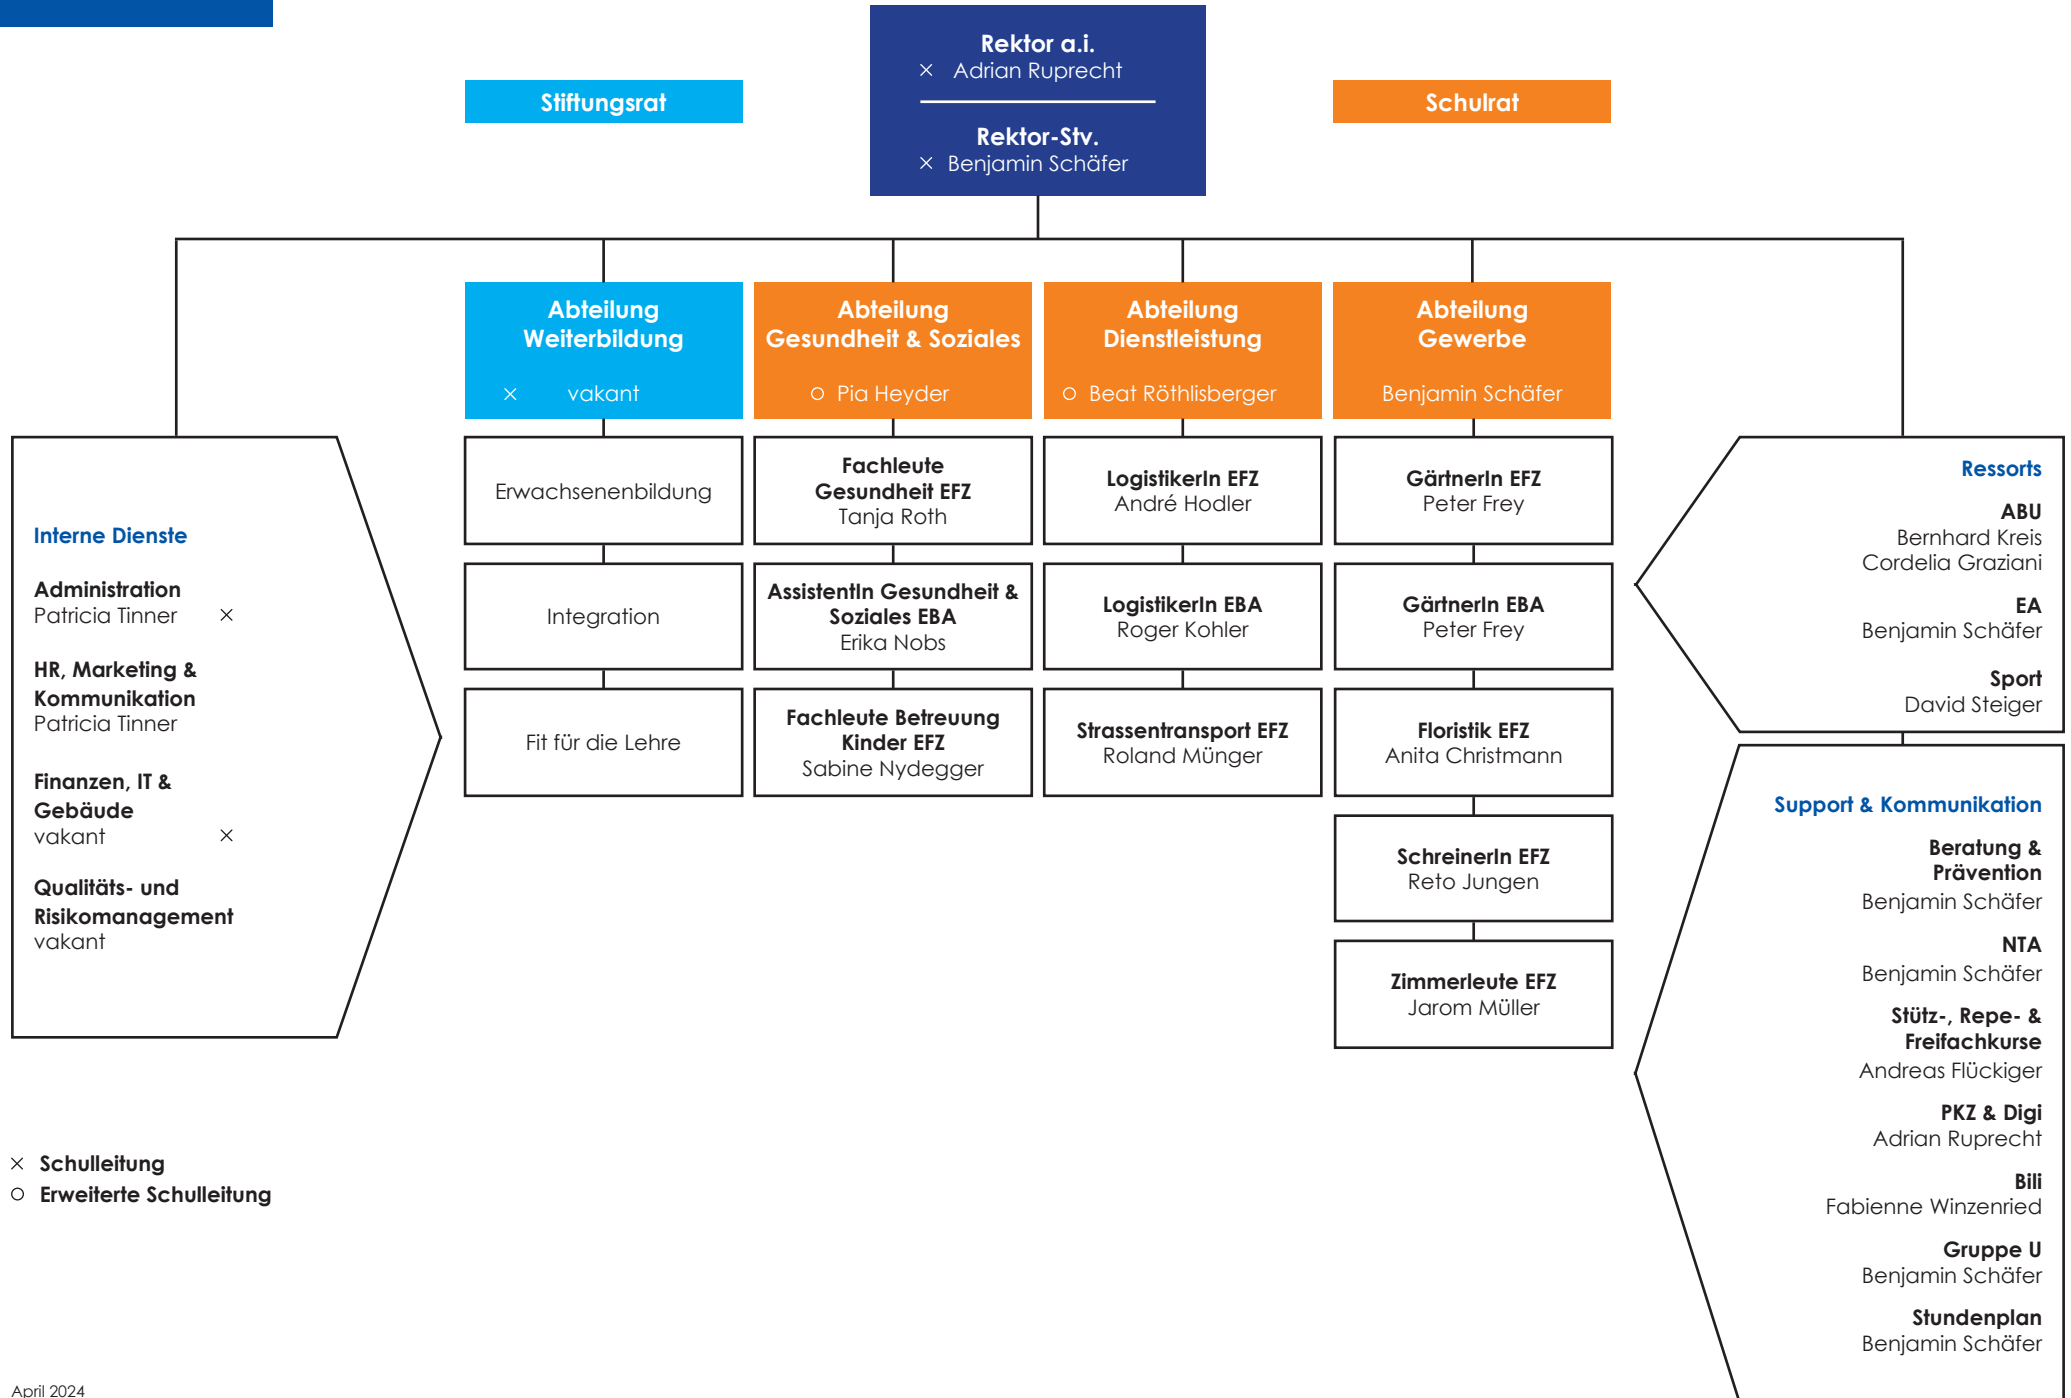 Rektor a.i.
× Adrian Ruprecht
Rektor-Stv.
× Benjamin Schäfer
Stiftungsrat
Schulrat
Abteilung
Weiterbildung
× vakant
Abteilung
Gesundheit & Soziales
○ Pia Heyder
Abteilung
Dienstleistung
○ Beat Röthlisberger
Abteilung
Gewerbe
Benjamin Schäfer
Interne Dienste
Administration
Patricia Tinner ×
HR, Marketing &
Kommunikation
Patricia Tinner
Finanzen, IT &
Gebäude
vakant ×
Qualitäts- und
Risikomanagement
vakant
Erwachsenenbildung
Integration
Fit für die Lehre
Fachleute
Gesundheit EFZ
Tanja Roth
AssistentIn Gesundheit &
Soziales EBA
Erika Nobs
Fachleute Betreuung
Kinder EFZ
Sabine Nydegger
LogistikerIn EFZ
André Hodler
LogistikerIn EBA
Roger Kohler
Strassentransport EFZ
Roland Münger
GärtnerIn EFZ
Peter Frey
GärtnerIn EBA
Peter Frey
Floristik EFZ
Anita Christmann
SchreinerIn EFZ
Reto Jungen
Zimmerleute EFZ
Jarom Müller
Ressorts
ABU
Bernhard Kreis
Cordelia Graziani
EA
Benjamin Schäfer
Sport
David Steiger
Support & Kommunikation
Beratung &
Prävention
Benjamin Schäfer
NTA
Benjamin Schäfer
Stütz-, Repe- &
Freifachkurse
Andreas Flückiger
PKZ & Digi
Adrian Ruprecht
Bili
Fabienne Winzenried
Gruppe U
Benjamin Schäfer
Stundenplan
Benjamin Schäfer
× Schulleitung
○ Erweiterte Schulleitung
April 2024